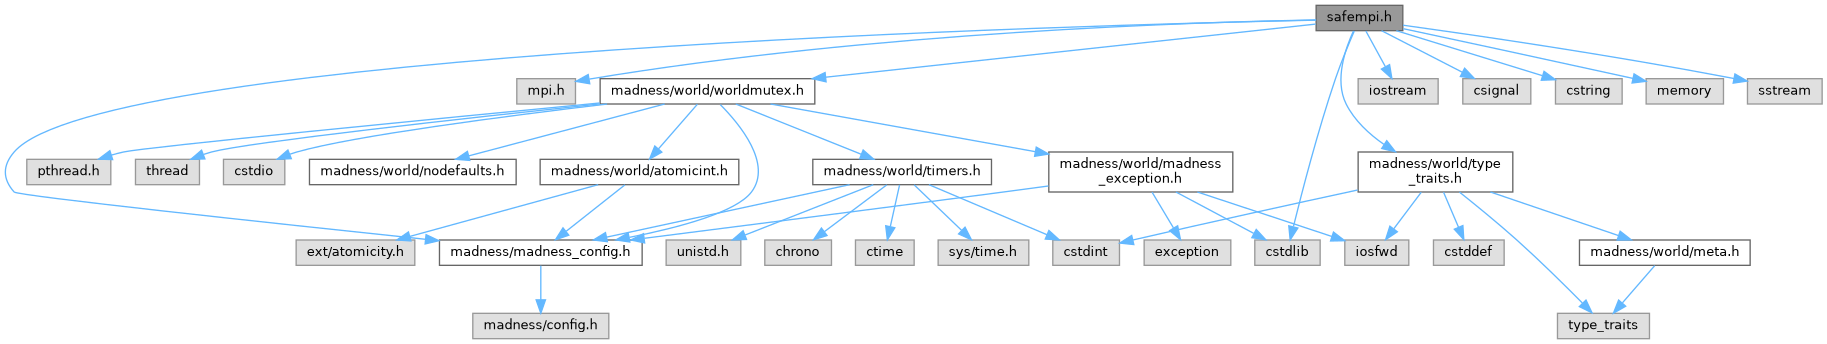 safempi.h
mpi.h
madness/world/worldmutex.h
iostream
csignal
cstring
memory
sstream
pthread.h
thread
cstdio
madness/world/nodefaults.h
madness/world/atomicint.h
madness/world/timers.h
madness/world/madness
_exception.h
madness/world/type
_traits.h
ext/atomicity.h
madness/madness_config.h
unistd.h
chrono
ctime
sys/time.h
cstdint
exception
cstdlib
iosfwd
cstddef
madness/world/meta.h
madness/config.h
type_traits